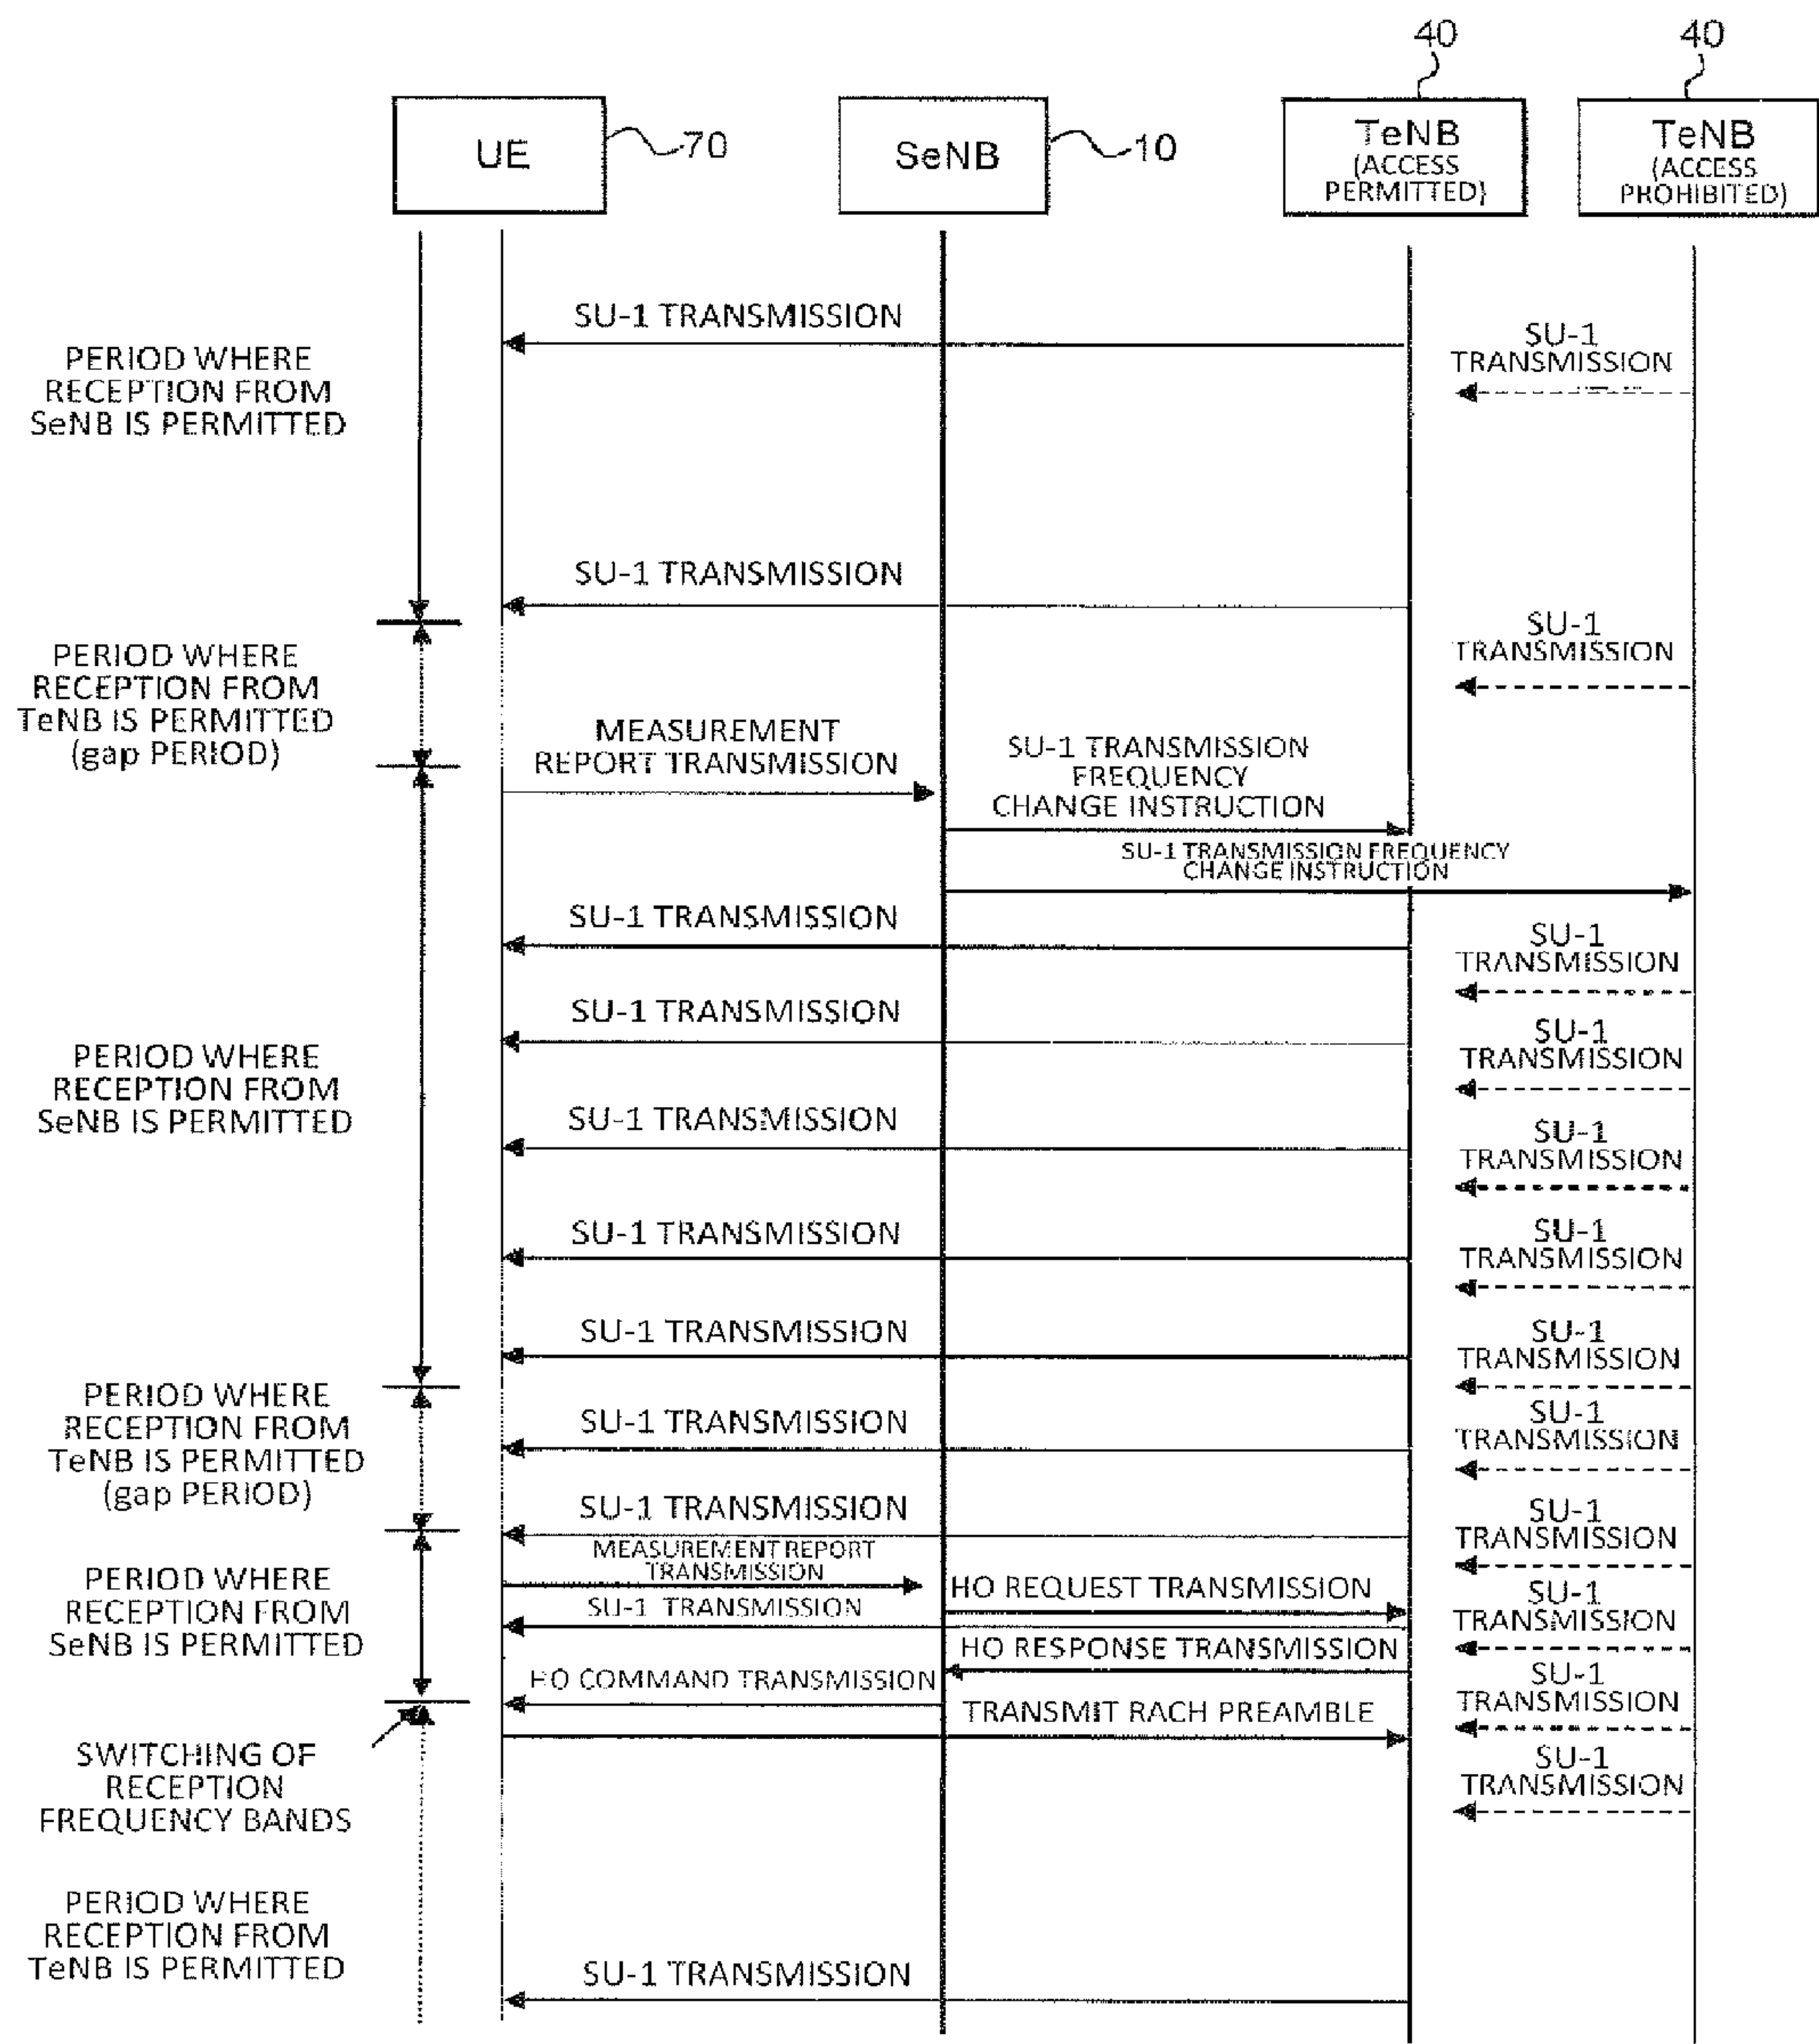 40
40
UE
70
SeNB
10
TeNB
(ACCESS
PERMITTED)
TeNB
(ACCESS
PROHIBITED)
SU-1 TRANSMISSION
SU-1
TRANSMISSION
PERIOD WHERE
RECEPTION FROM
SeNB IS PERMITTED
SU-1 TRANSMISSION
SU-1
TRANSMISSION
PERIOD WHERE
RECEPTION FROM
TeNB IS PERMITTED
(gap PERIOD)
MEASUREMENT
REPORT TRANSMISSION
SU-1 TRANSMISSION
FREQUENCY
CHANGE INSTRUCTION
SU-1 TRANSMISSION FREQUENCY
CHANGE INSTRUCTION
SU-1 TRANSMISSION
SU-1
TRANSMISSION
SU-1 TRANSMISSION
SU-1
TRANSMISSION
PERIOD WHERE
RECEPTION FROM
SeNB IS PERMITTED
SU-1 TRANSMISSION
SU-1
TRANSMISSION
SU-1 TRANSMISSION
SU-1
TRANSMISSION
SU-1 TRANSMISSION
SU-1
TRANSMISSION
PERIOD WHERE
RECEPTION FROM
TeNB IS PERMITTED
(gap PERIOD)
SU-1 TRANSMISSION
SU-1
TRANSMISSION
SU-1 TRANSMISSION
SU-1
TRANSMISSION
MEASUREMENT REPORT
TRANSMISSION
PERIOD WHERE
RECEPTION FROM
SeNB IS PERMITTED
HO REQUEST TRANSMISSION
SU-1 TRANSMISSION
SU-1
TRANSMISSION
HO RESPONSE TRANSMISSION
HO COMMAND TRANSMISSION
SU-1
TRANSMISSION
TRANSMIT RACH PREAMBLE
SWITCHING OF
RECEPTION
FREQUENCY BANDS
SU-1
TRANSMISSION
PERIOD WHERE
RECEPTION FROM
TeNB IS PERMITTED
SU-1 TRANSMISSION